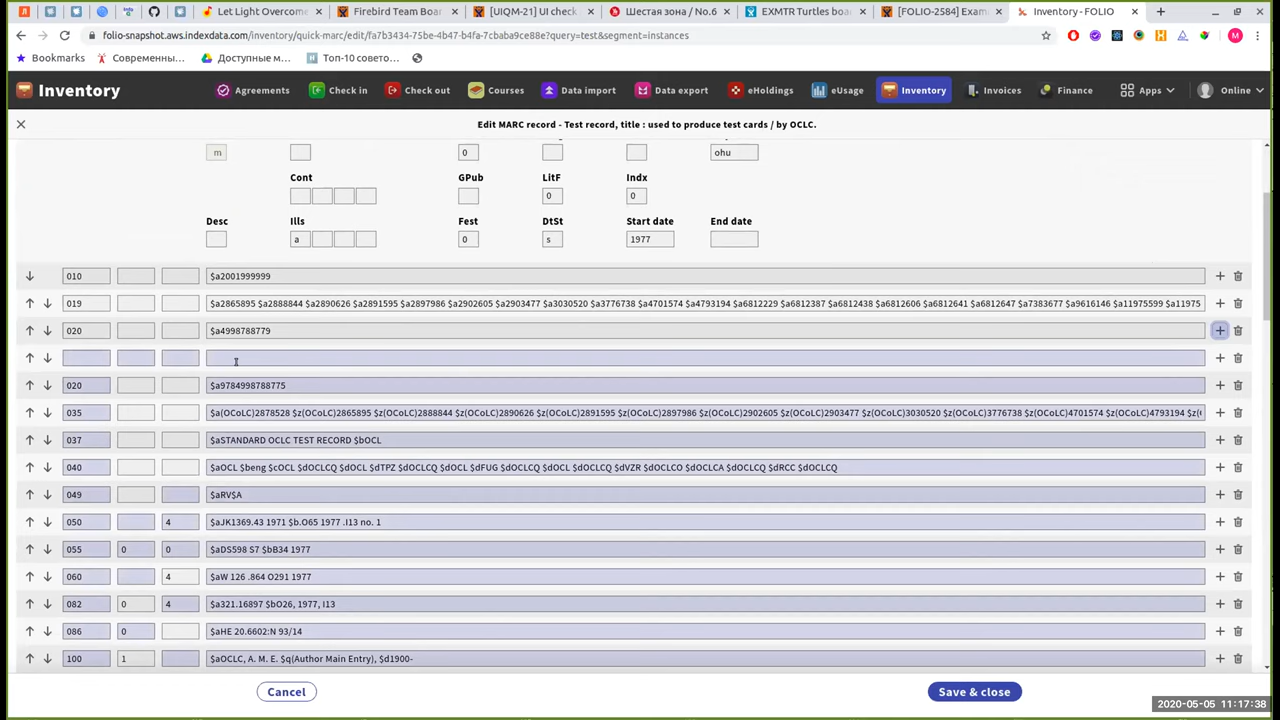 Let Light Overcome
Firebird Team Boa
[UIQM-21] UI check
Шестая зона / No.6
EXMTR Turtles boa
[FOLIO-2584] Exam
Inventory - FOLIO
folio-snapshot.aws.indexdata.com/inventory/quick-marc/edit/fa7b3434-75be-4b47-b4fa-7cbaba9ce88e?query=test&segment=instances
M
Bookmarks
Современны…
Доступные м…
Топ-10 совето…
Inventory
Agreements
Check in
Check out
Courses
Data import
Data export
eHoldings
eUsage
Inventory
Invoices
Finance
Apps
Online
Edit MARC record - Test record, title : used to produce test cards / by OCLC.
m 0 ohu
Cont GPub LitF Indx
0 0
Desc Ills Fest DtSt Start date End date
a 0 s 1977
010 $a2001999999
019 $a2865895 $a2888844 $a2890626 $a2891595 $a2897986 $a2902605 $a2903477 $a3030520 $a3776738 $a4701574 $a4793194 $a6812229 $a6812387 $a6812438 $a6812606 $a6812641 $a6812647 $a7383677 $a9616146 $a11975599 $a11975
020 $a4998788779
020 $a9784998788775
035 $a(OCoLC)2878528 $z(OCoLC)2865895 $z(OCoLC)2888844 $z(OCoLC)2890626 $z(OCoLC)2891595 $z(OCoLC)2897986 $z(OCoLC)2902605 $z(OCoLC)2903477 $z(OCoLC)3030520 $z(OCoLC)3776738 $z(OCoLC)4701574 $z(OCoLC)4793194 $z(
037 $aSTANDARD OCLC TEST RECORD $bOCL
040 $aOCL $beng $cOCL $dOCLCQ $dOCL $dTPZ $dOCLCQ $dOCL $dFUG $dOCLCQ $dOCL $dOCLCQ $dVZR $dOCLCO $dOCLCA $dOCLCQ $dRCC $dOCLCQ
049 $aRV$A
050 4 $aJK1369.43 1971 $b.O65 1977 .I13 no. 1
055 0 0 $aDS598 S7 $bB34 1977
060 4 $aW 126 .864 O291 1977
082 0 4 $a321.16897 $bO26, 1977, I13
086 0 $aHE 20.6602:N 93/14
100 1 $aOCLC, A. M. E. $q(Author Main Entry), $d1900-
Cancel
Save & close
2020-05-05 11:17:38